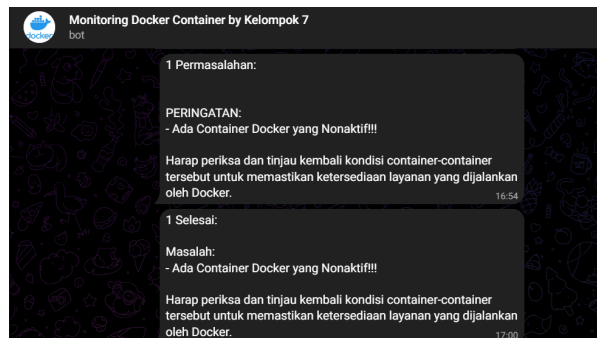 docker
Monitoring Docker Container by Kelompok 7
bot
1 Permasalahan:
PERINGATAN:
- Ada Container Docker yang Nonaktif!!!
Harap periksa dan tinjau kembali kondisi container-container
tersebut untuk memastikan ketersediaan layanan yang dijalankan
oleh Docker.
16:54
1 Selesai:
Masalah:
- Ada Container Docker yang Nonaktif!!!
Harap periksa dan tinjau kembali kondisi container-container
tersebut untuk memastikan ketersediaan layanan yang dijalankan
oleh Docker.
17:00